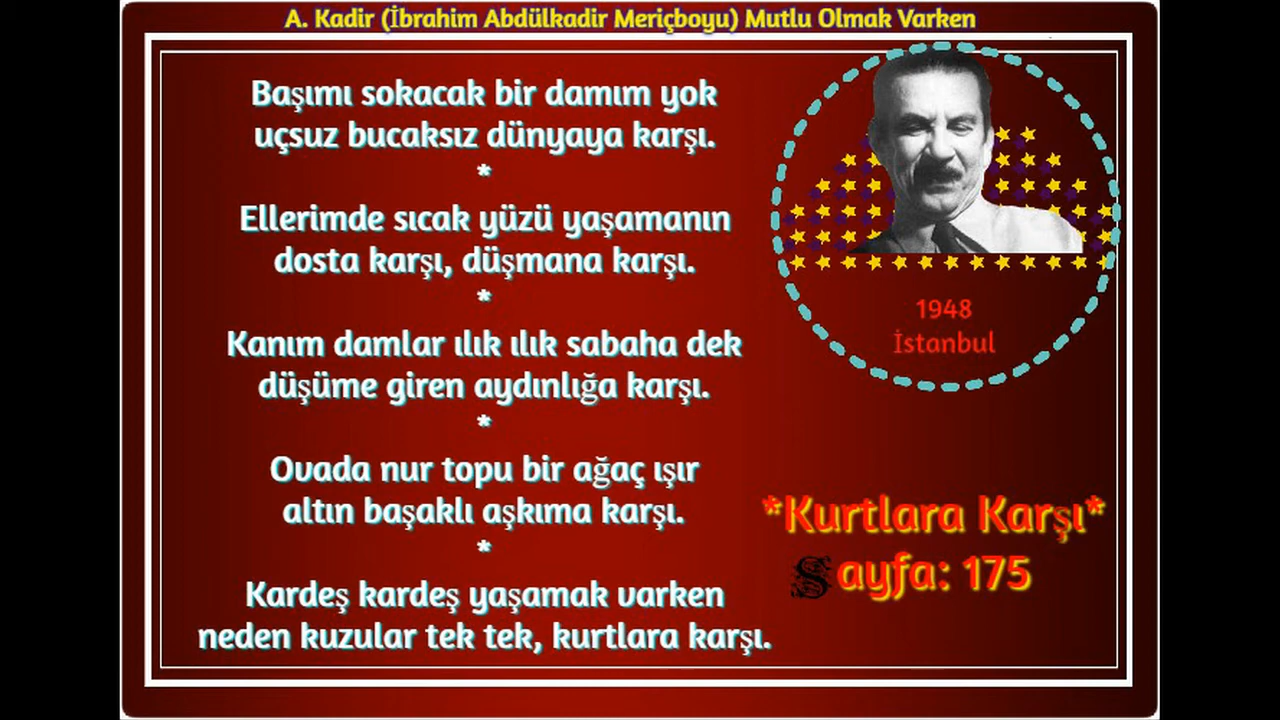 A. Kadir (İbrahim Abdülkadir Meriçboyu) Mutlu Olmak Varken
Başımı sokacak bir damım yok
uçsuz bucaksız dünyaya karşı.
*
Ellerimde sıcak yüzü yaşamanın
dosta karşı, düşmana karşı.
*
Kanım damlar ılık ılık sabaha dek
düşüme giren aydınlığa karşı.
*
Ovada nur topu bir ağaç ışır
altın başaklı aşkıma karşı.
*
Kardeş kardeş yaşamak varken
neden kuzular tek tek, kurtlara karşı.
1948
İstanbul
*Kurtlara Karşı*
Sayfa: 175